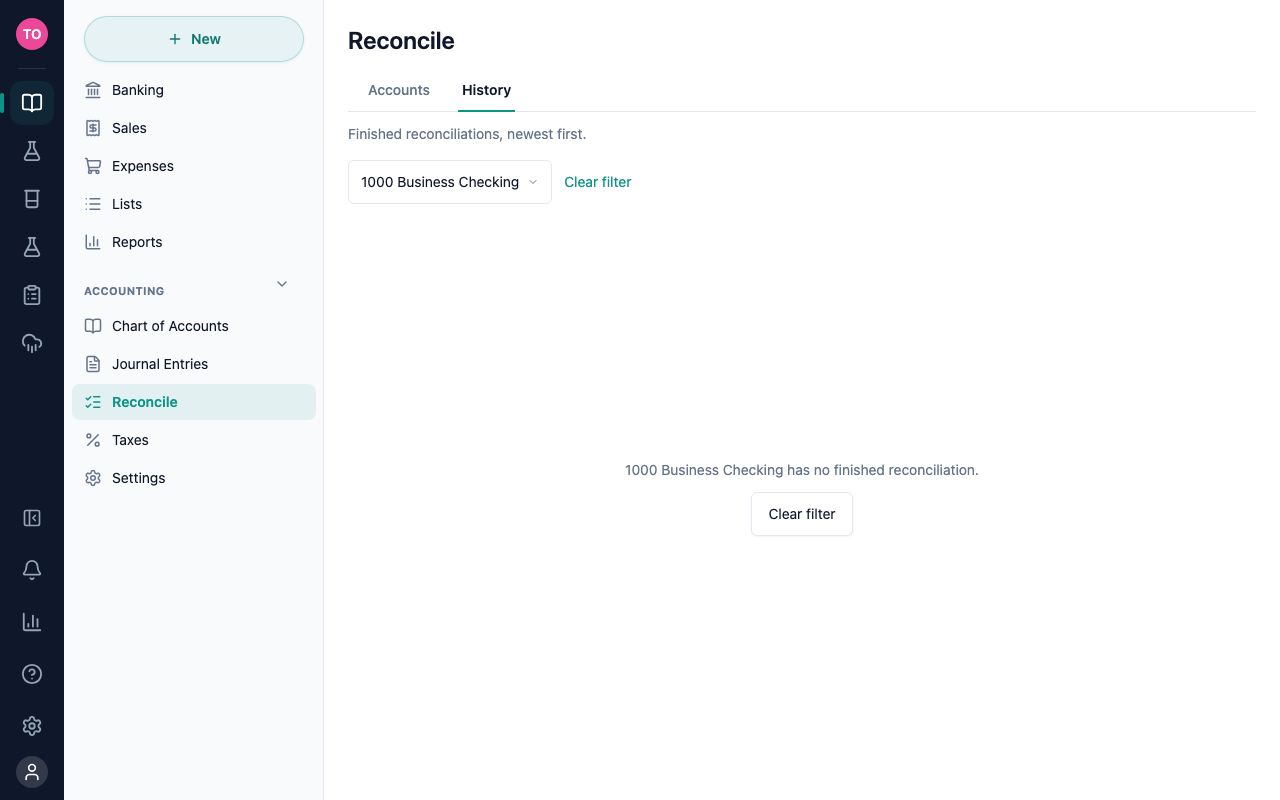 TO
New
Banking
Sales
Expenses
Lists
Reports
ACCOUNTING
Chart of Accounts
Journal Entries
Reconcile
Taxes
Settings
Reconcile
Accounts History
Finished reconciliations, newest first.
1000 Business Checking Clear filter
1000 Business Checking has no finished reconciliation.
Clear filter